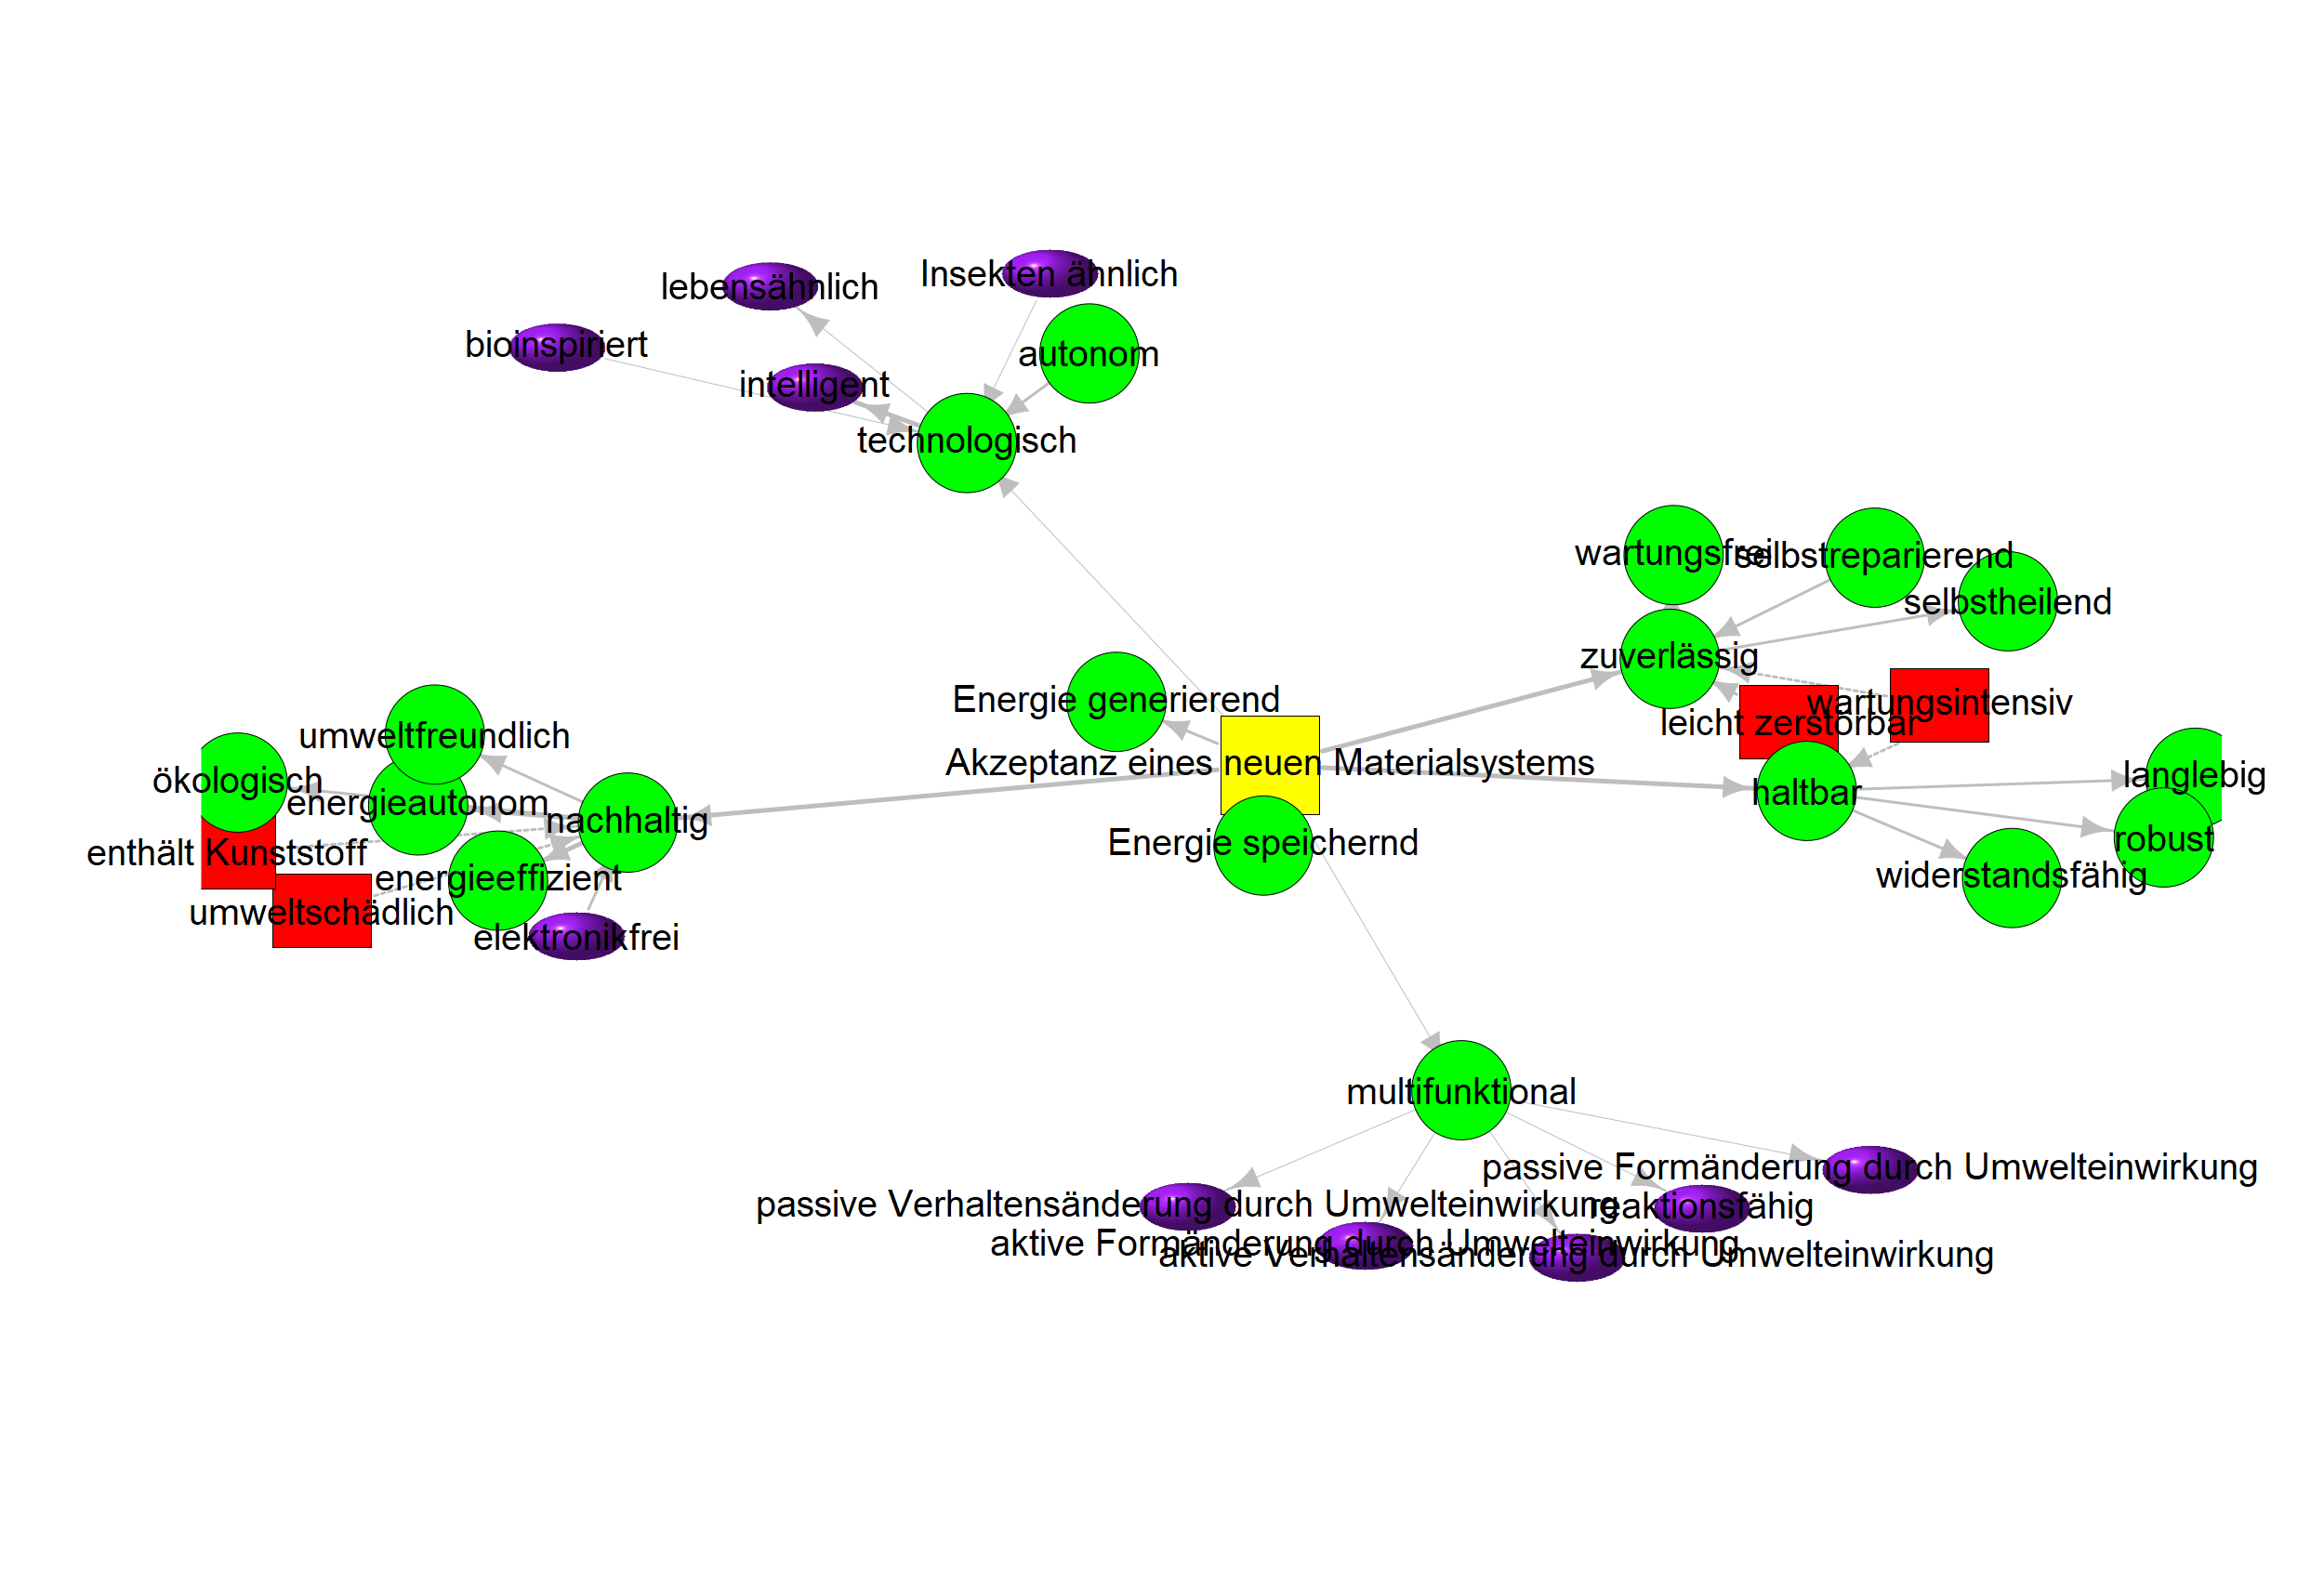 Insekten ähnlich
lebensähnlich
bioinspiriert
autonom
intelligent
technologisch
wartungsfrei
selbstreparierend
selbstheilend
zuverlässig
Energie generierend
wartungsintensiv
leicht zerstörbar
umweltfreundlich
Akzeptanz eines neuen Materialsystems
ökologisch
langlebig
energieautonom
haltbar
nachhaltig
Energie speichernd
robust
enthält Kunststoff
energieeffizient
widerstandsfähig
umweltschädlich
elektronikfrei
multifunktional
passive Formänderung durch Umwelteinwirkung
passive Verhaltensänderung durch Umwelteinwirkung
reaktionsfähig
aktive Formänderung durch Umwelteinwirkung
aktive Verhaltensänderung durch Umwelteinwirkung